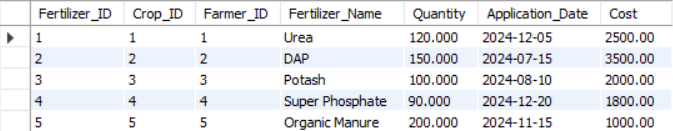 Fertilizer_ID Crop_ID Farmer_ID Fertilizer_Name Quantity Application_Date Cost
1 1 1 Urea 120.000 2024-12-05 2500.00
2 2 2 DAP 150.000 2024-07-15 3500.00
3 3 3 Potash 100.000 2024-08-10 2000.00
4 4 4 Super Phosphate 90.000 2024-12-20 1800.00
5 5 5 Organic Manure 200.000 2024-11-15 1000.00